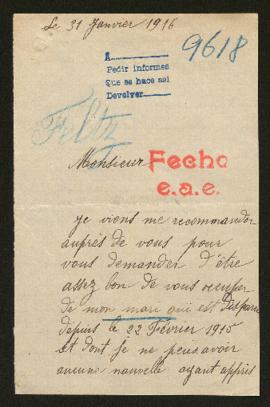 Le 31 Janvier 1916
9618
A
Pedir informes
Que se hace así
Devolver
Feltz
Monsieur
Fecho
e.a.e.
je viens me recommander
auprès de vous pour
vous demander d'être
assez bon de vous occuper
de mon mari qui est Disparu
depuis le 22 Février 1915
et dont je ne peus avoir
aucune nouvelle ayant appris